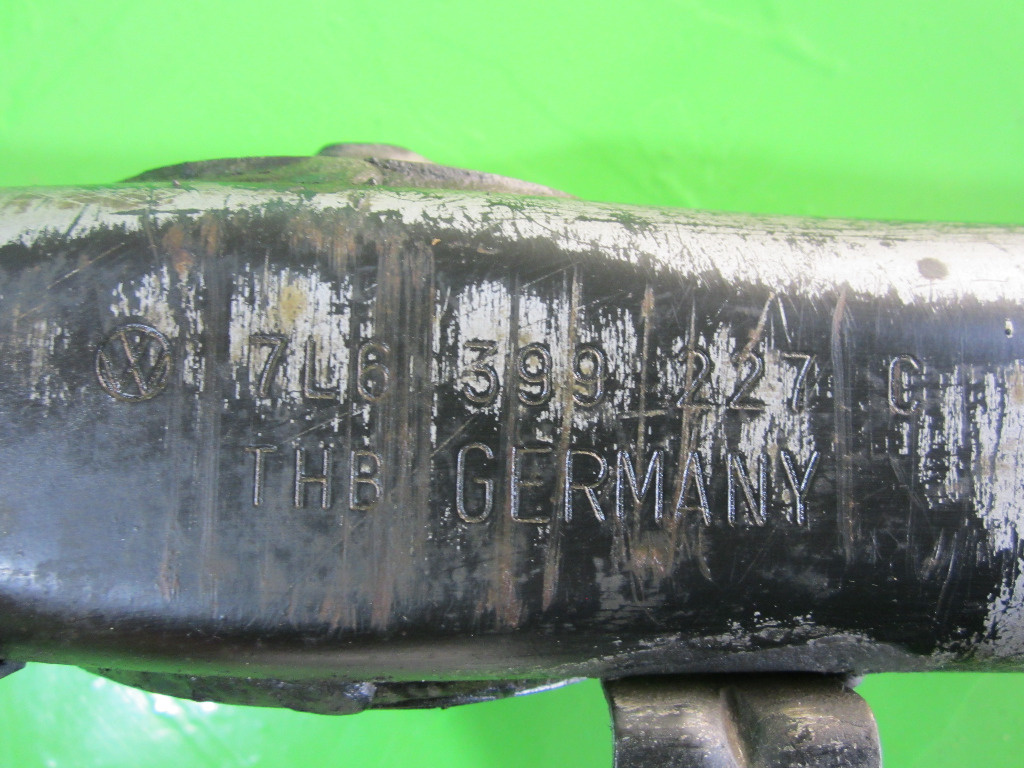 7L6 399 227 C
THB GERMANY